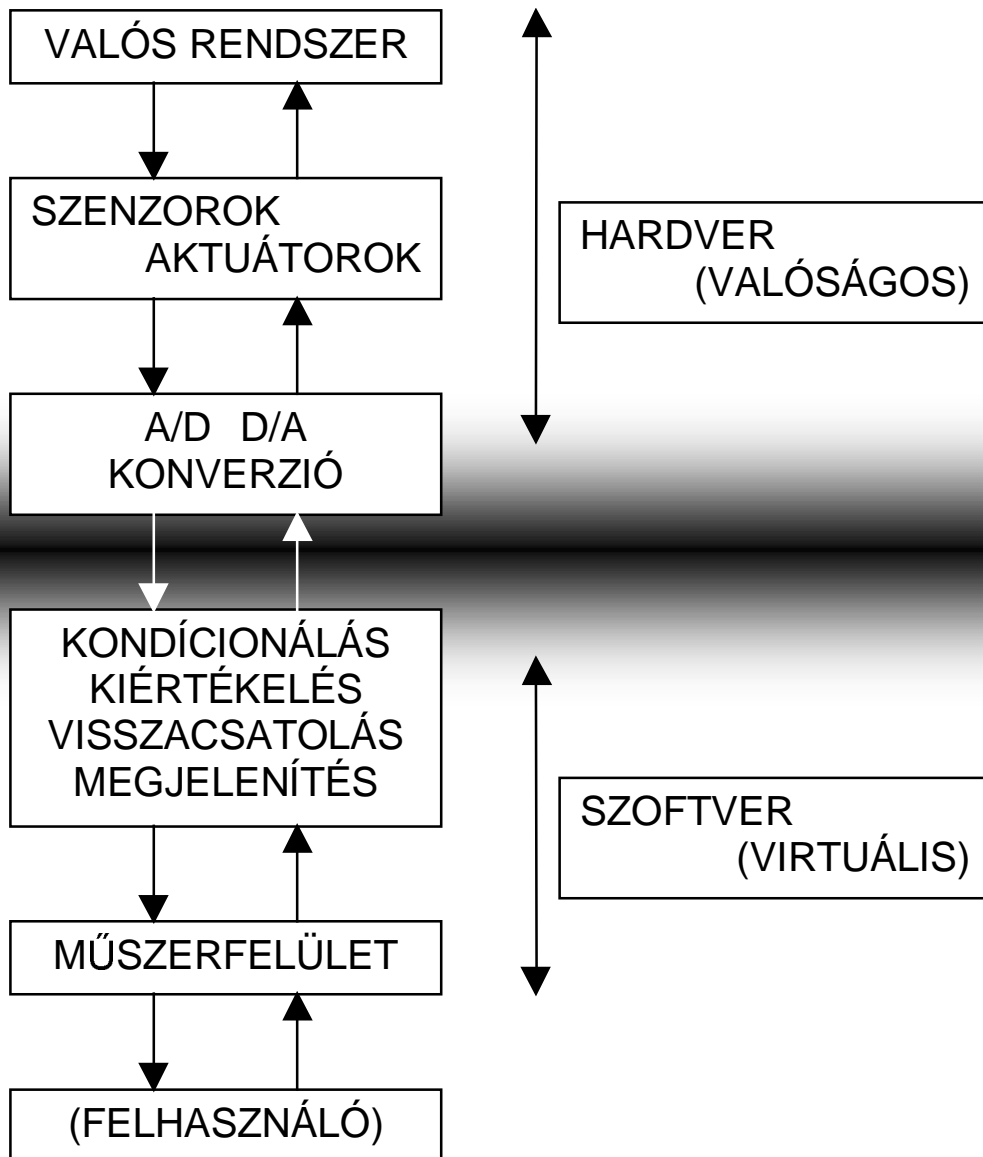 VALÓS RENDSZER
SZENZOROK
AKTUÁTOROK
HARDVER
(VALÓSÁGOS)
A/D D/A
KONVERZIÓ
KONDÍCIONÁLÁS
KIÉRTÉKELÉS
VISSZACSATOLÁS
MEGJELENÍTÉS
SZOFTVER
(VIRTUÁLIS)
MŰSZERFELÜLET
(FELHASZNÁLÓ)